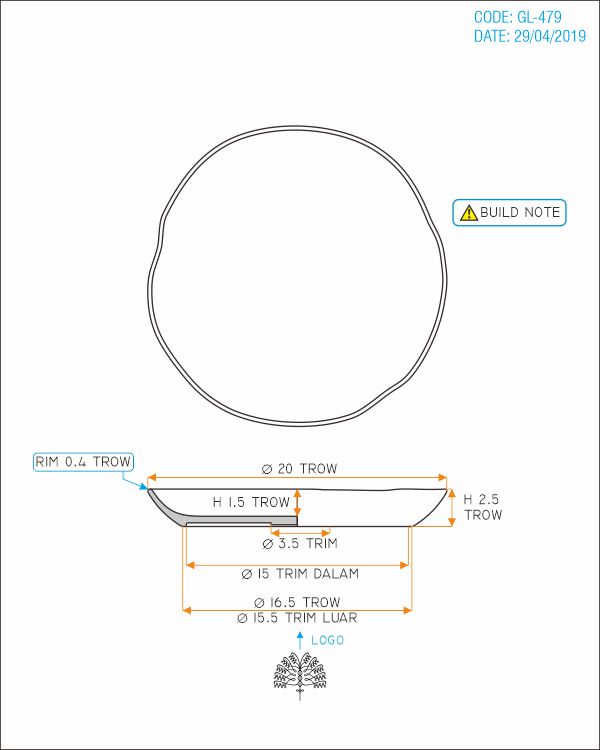 CODE: GL-479
DATE: 29/04/2019
BUILD NOTE
RIM 0.4 TROW
Ø 20 TROW
H 1.5 TROW
H 2.5
TROW
Ø 3.5 TRIM
Ø 15 TRIM DALAM
Ø 16.5 TROW
Ø 15.5 TRIM LUAR
LOGO